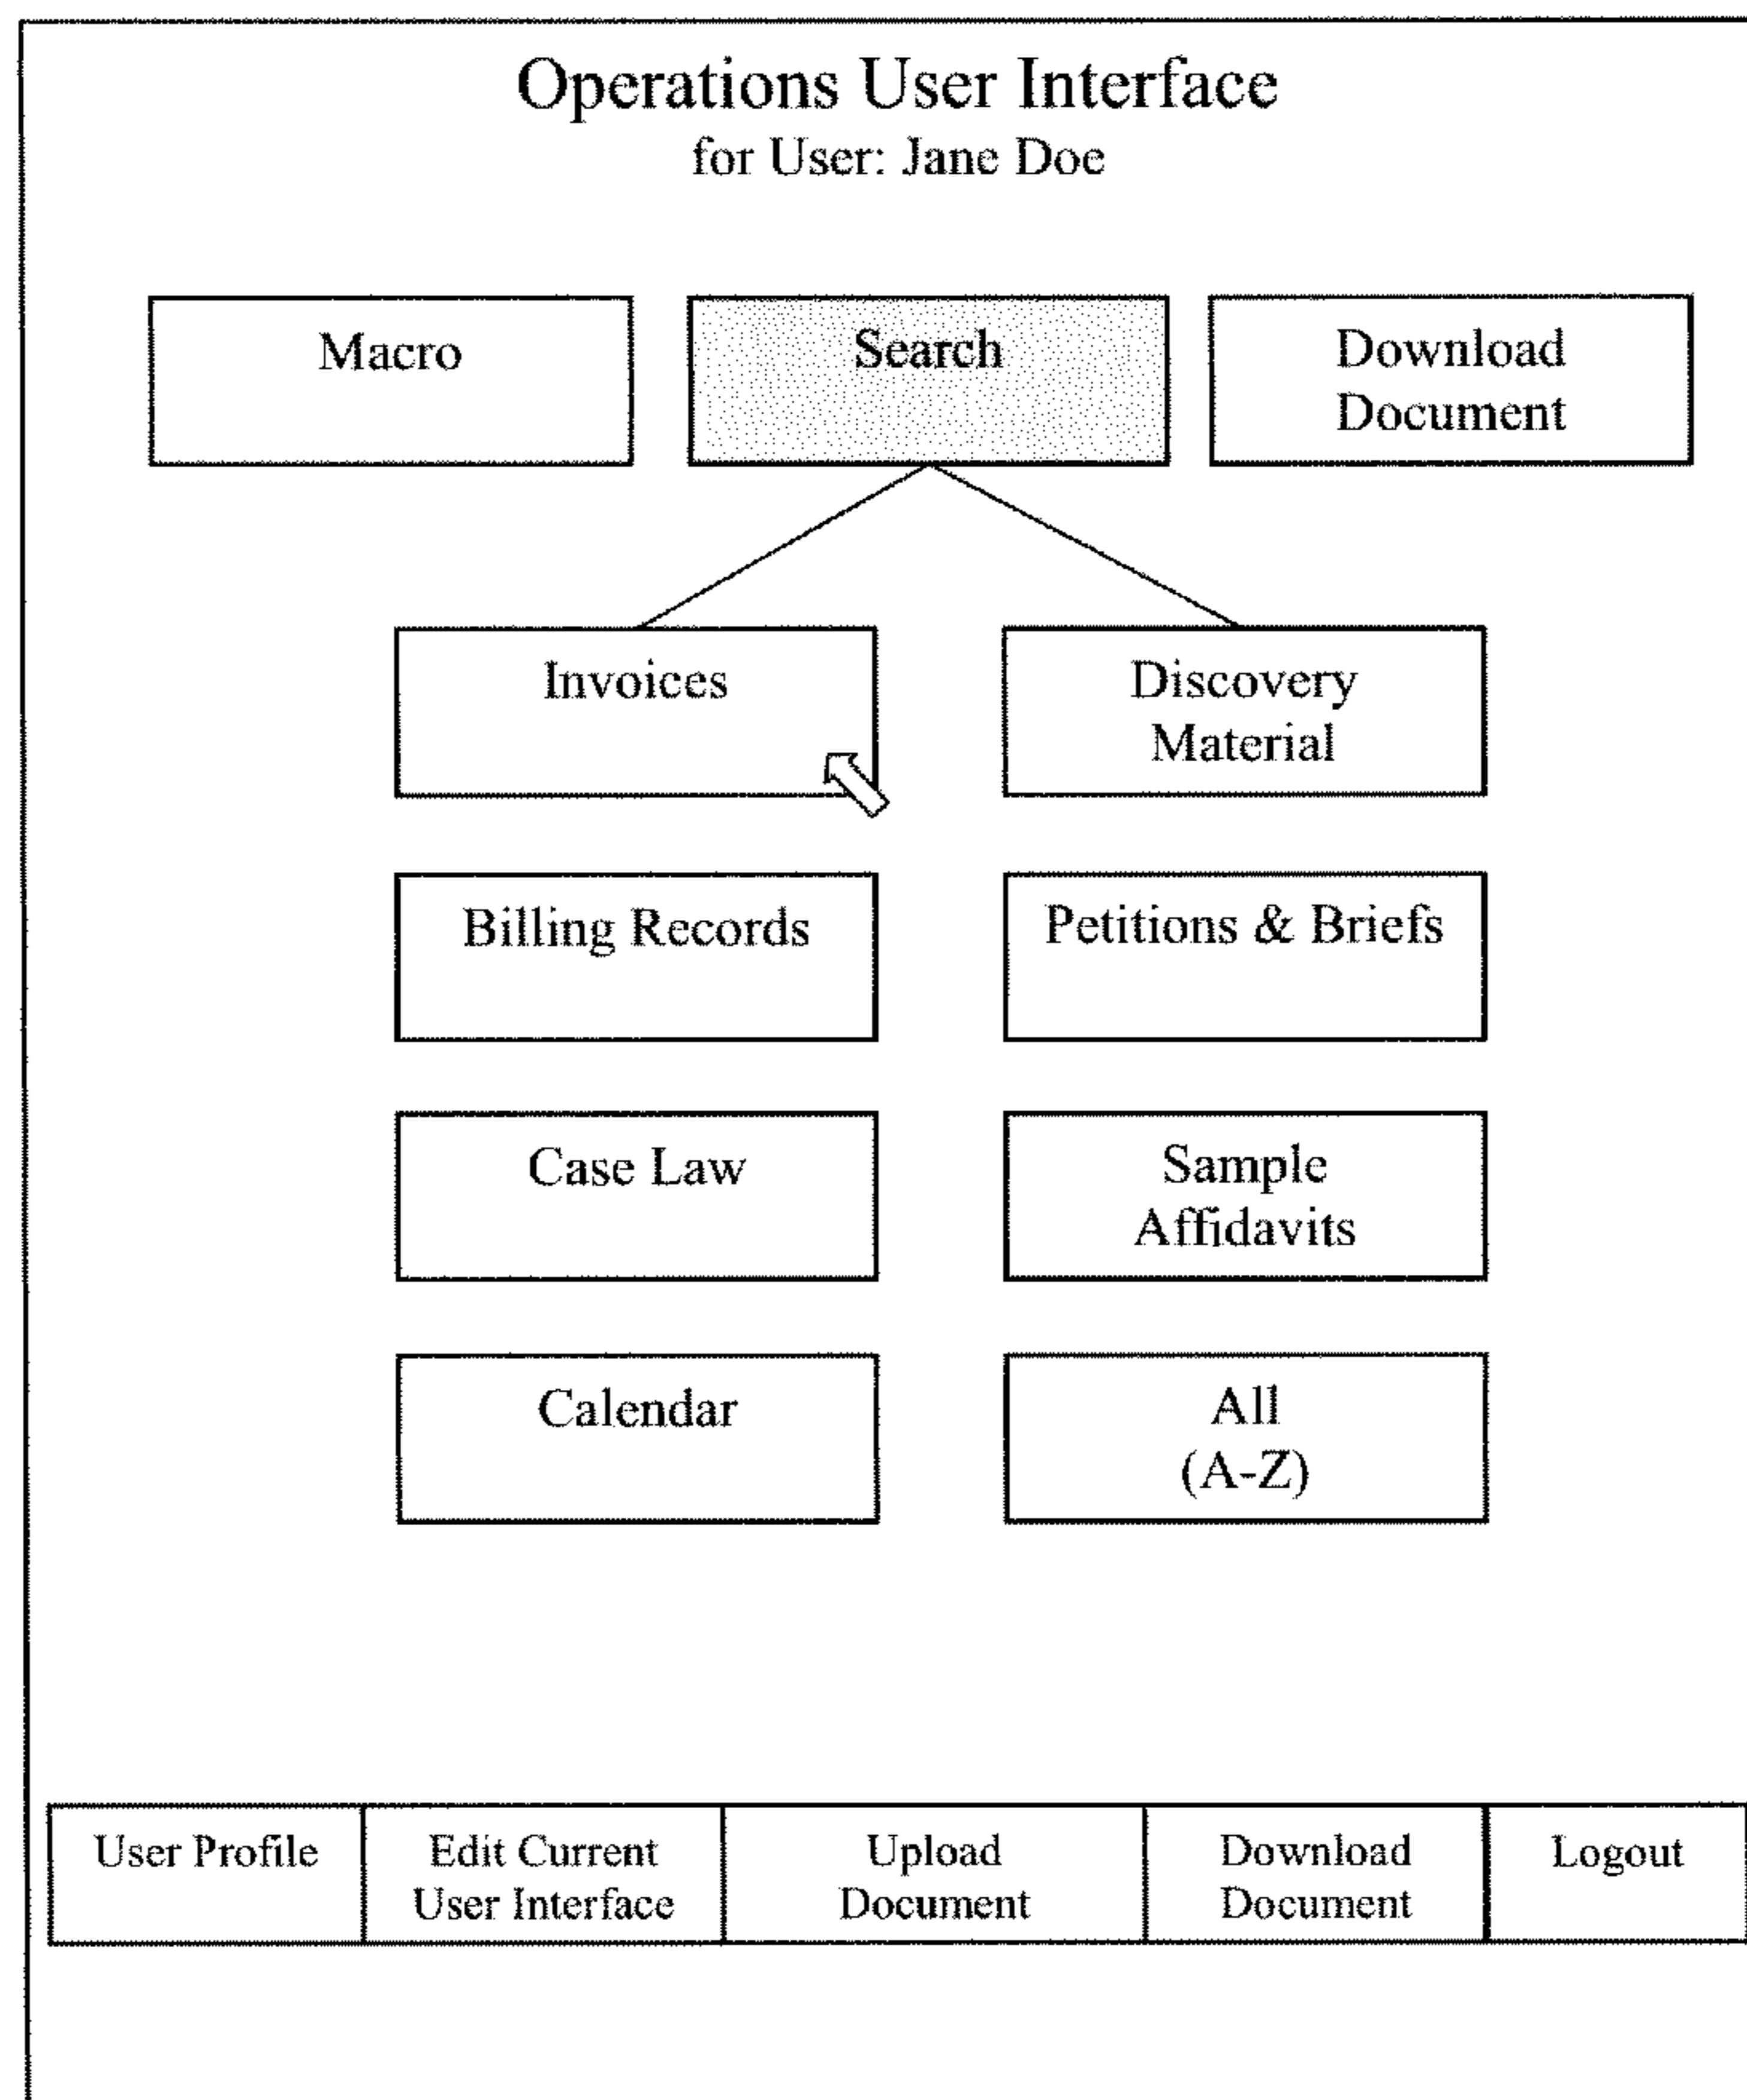 Operations User Interface
for User: Jane Doe
Macro
Search
Download
Document
Invoices
Discovery
Material
Billing Records
Petitions & Briefs
Case Law
Sample
Affidavits
Calendar
All
(A-Z)
User Profile
Edit Current
User Interface
Upload
Document
Download
Document
Logout